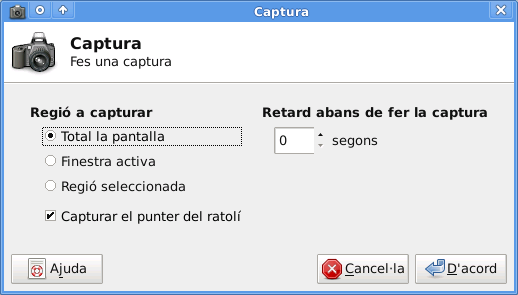 Captura
Captura
Fes una captura
Regió a capturar
Total la pantalla
Finestra activa
Regió seleccionada
Capturar el punter del ratolí
Retard abans de fer la captura
0 segons
Ajuda
Cancel·la
D'acord